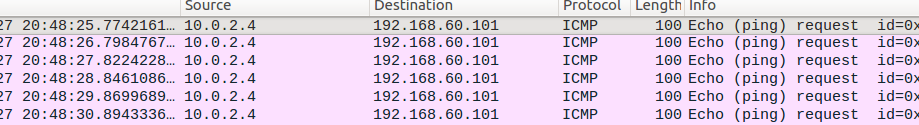 Source Destination Protocol Length Info
27 20:48:25.7742161… 10.0.2.4 192.168.60.101 ICMP 100 Echo (ping) request id=0x
27 20:48:26.7984767… 10.0.2.4 192.168.60.101 ICMP 100 Echo (ping) request id=0x
27 20:48:27.8224228… 10.0.2.4 192.168.60.101 ICMP 100 Echo (ping) request id=0x
27 20:48:28.8461086… 10.0.2.4 192.168.60.101 ICMP 100 Echo (ping) request id=0x
27 20:48:29.8699689… 10.0.2.4 192.168.60.101 ICMP 100 Echo (ping) request id=0x
27 20:48:30.8943336… 10.0.2.4 192.168.60.101 ICMP 100 Echo (ping) request id=0x